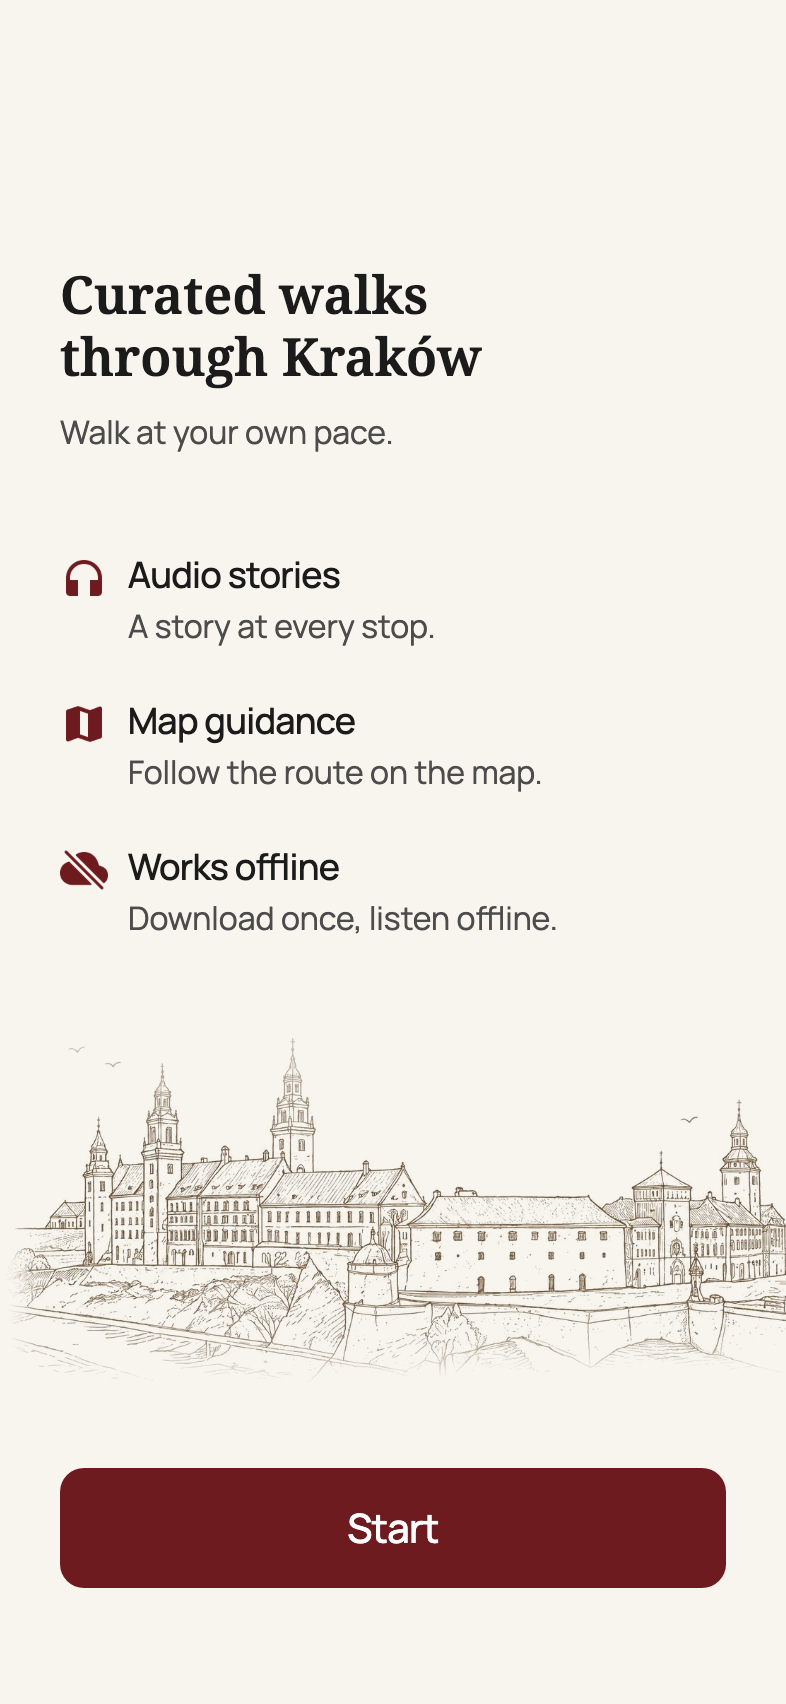 Curated walks
through Kraków
Walk at your own pace.
Audio stories
A story at every stop.
Map guidance
Follow the route on the map.
Works offline
Download once, listen offline.
Start